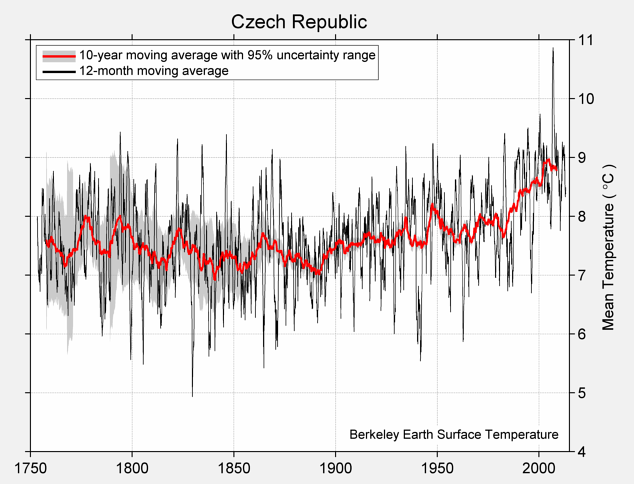 Czech Republic
10-year moving average with 95% uncertainty range
12-month moving average
11
10
9
8
7
6
5
4
Mean Temperature ( °C )
Berkeley Earth Surface Temperature
1750
1800
1850
1900
1950
2000